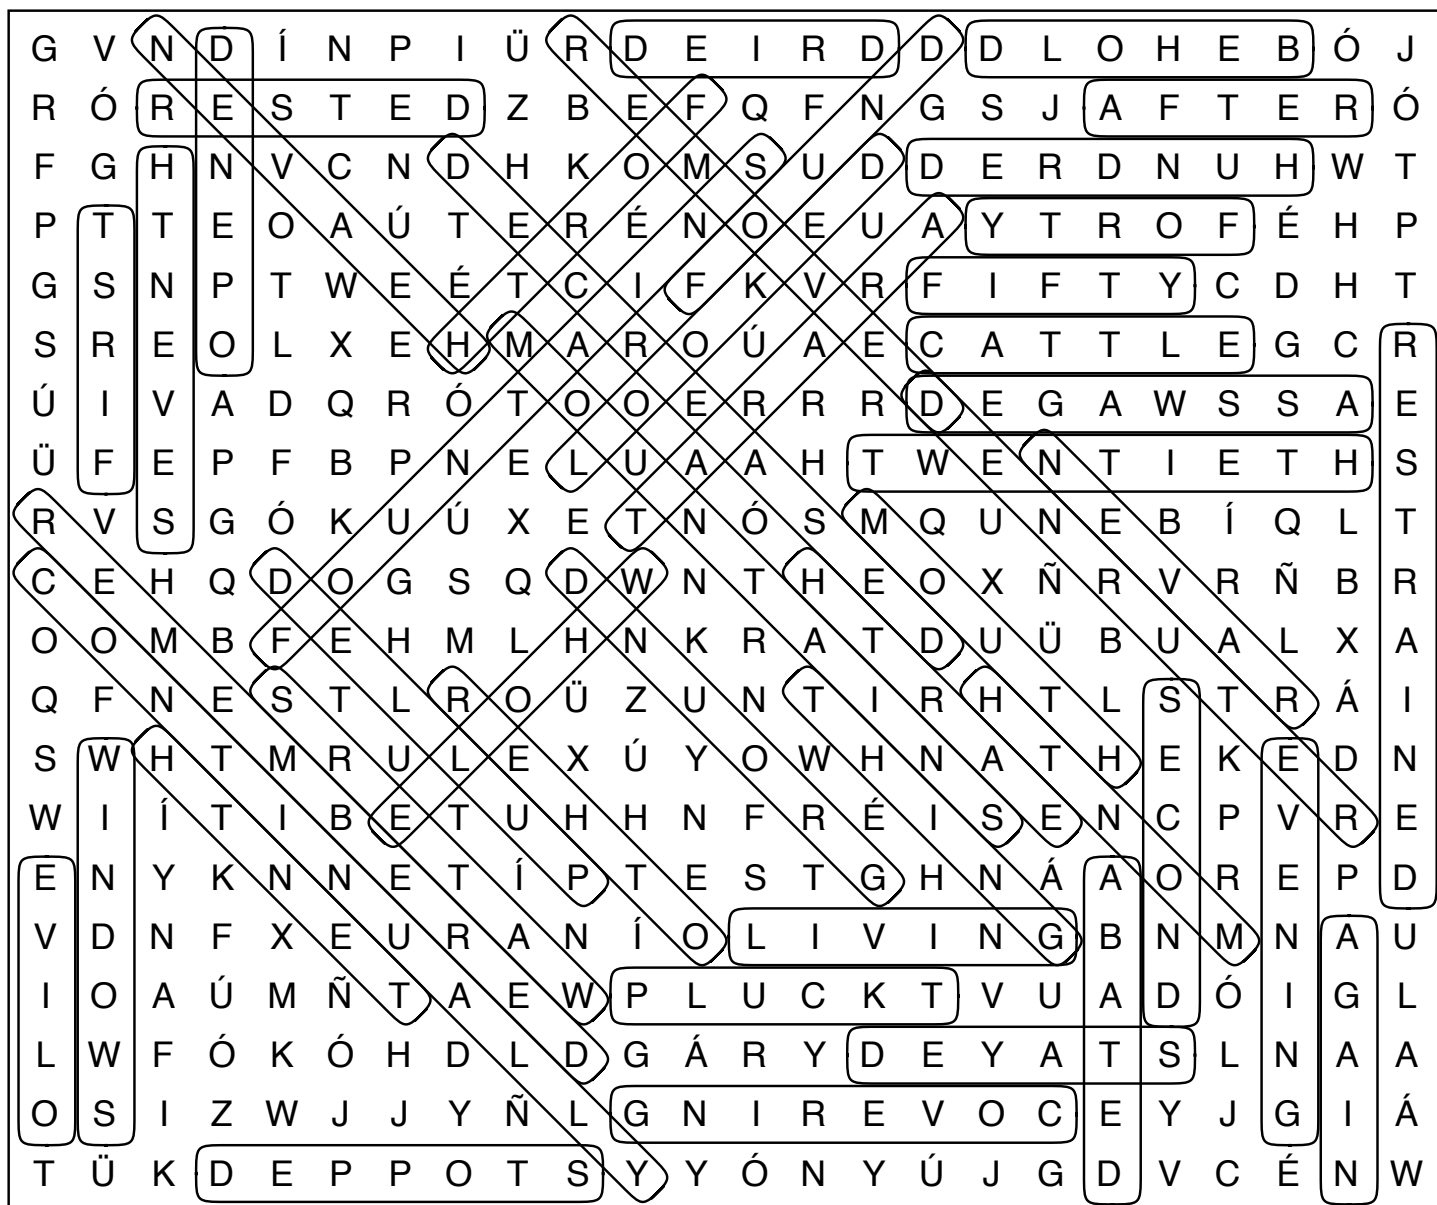 G V N D Í N P I Ü R D E I R D D D L O H E B Ó J
R Ó R E S T E D Z B E F Q F N G S J A F T E R Ó
F G H N V C N D H K O M S U D D E R D N U H W T
P T T E O A Ú T E R É N O E U A Y T R O F É H P
G S N P T W E É T C I F K V R F I F T Y C D H T
S R E O L X E H M A R O Ú A E C A T T L E G C R
Ú I V A D Q R Ó T O O E R R R D E G A W S S A E
Ü F E P F B P N E L U A A H T W E N T I E T H S
R V S G Ó K U Ú X E T N Ó S M Q U N E B Í Q L T
C E H Q D O G S Q D W N T H E O X Ñ R V R Ñ B R
O O M B F E H M L H N K R A T D U Ü B U A L X A
Q F N E S T L R O Ü Z U N T I R H T L S T R Á I
S W H T M R U L E X Ú Y O W H N A T H E K E D N
W I Í T I B E T U H H N F R É I S E N C P V R E
E N Y K N N E T Í P T E S T G H N Á A O R E P D
V D N F X E U R A N Í O L I V I N G B N M N A U
I O A Ú M Ñ T A E W P L U C K T V U A D Ó I G L
L W F Ó K Ó H D L D G Á R Y D E Y A T S L N A A
O S I Z W J J Y Ñ L G N I R E V O C E Y J G I Á
T Ü K D E P P O T S Y Y Ó N Y Ú J G D V C É N W